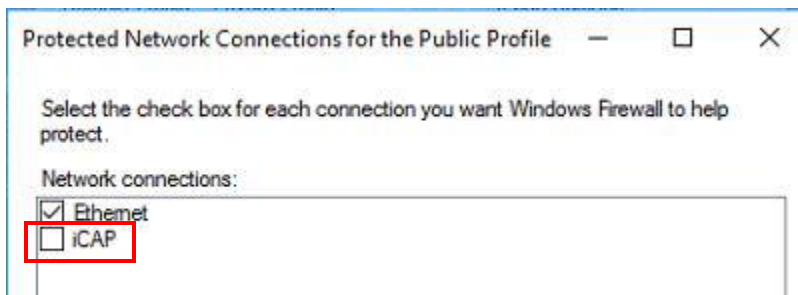 Protected Network Connections for the Public Profile
Select the check box for each connection you want Windows Firewall to help
protect.
Network connections:
Ethernet
iCAP